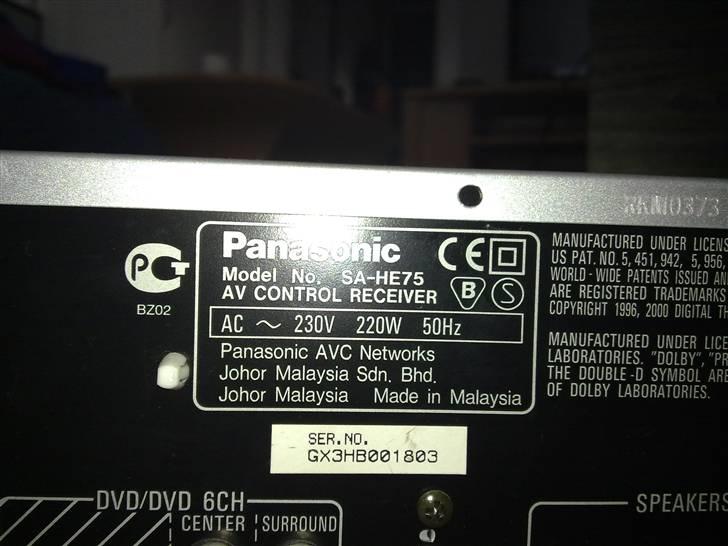 RKM0373
PCT
BZ02
Panasonic CE
Model No. SA-HE75
AV CONTROL RECEIVER B S
AC ~ 230V 220W 50Hz
Panasonic AVC Networks
Johor Malaysia Sdn. Bhd.
Johor Malaysia Made in Malaysia
MANUFACTURED UNDER LICENS
US PAT. NO. 5, 451, 942, 5, 956,
WORLD-WIDE PATENTS ISSUED AN
ARE REGISTERED TRADEMARKS
COPYRIGHT 1996, 2000 DIGITAL TH
MANUFACTURED UNDER LICE
LABORATORIES. "DOLBY", "PR
THE DOUBLE-D SYMBOL ARE
OF DOLBY LABORATORIES.
SER.NO.
GX3HB001803
DVD/DVD 6CH
CENTER SURROUND
SPEAKERS